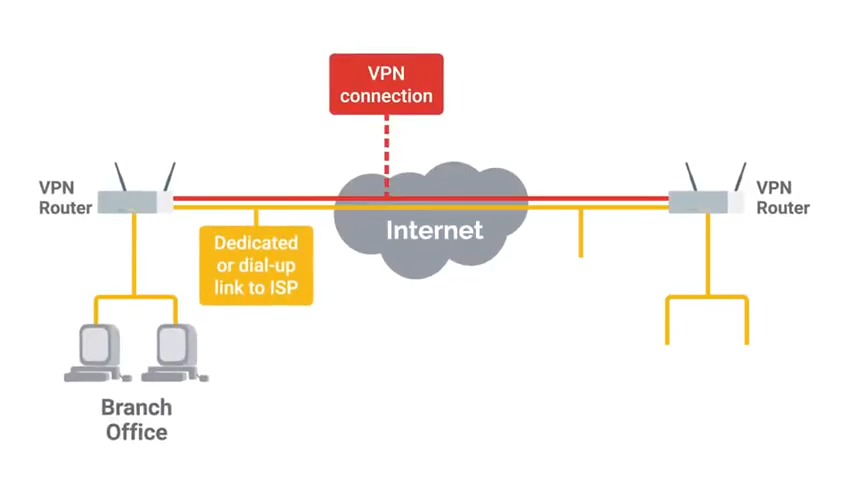 VPN
connection
VPN
Router
VPN
Router
Internet
Dedicated
or dial-up
link to ISP
Branch
Office